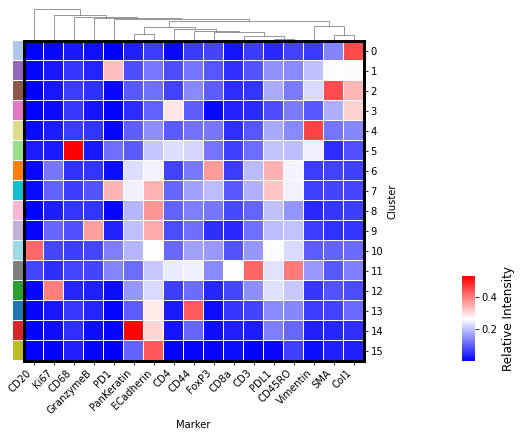 0
1
2
3
4
5
6
7
8
9
10
11
12
13
14
15
Cluster
CD20
Ki67
CD68
GranzymeB
PD1
PanKeratin
ECadherin
CD4
CD44
FoxP3
CD8a
CD3
PDL1
CD45RO
Vimentin
SMA
Col1
Marker
0.4
0.2
Relative Intensity